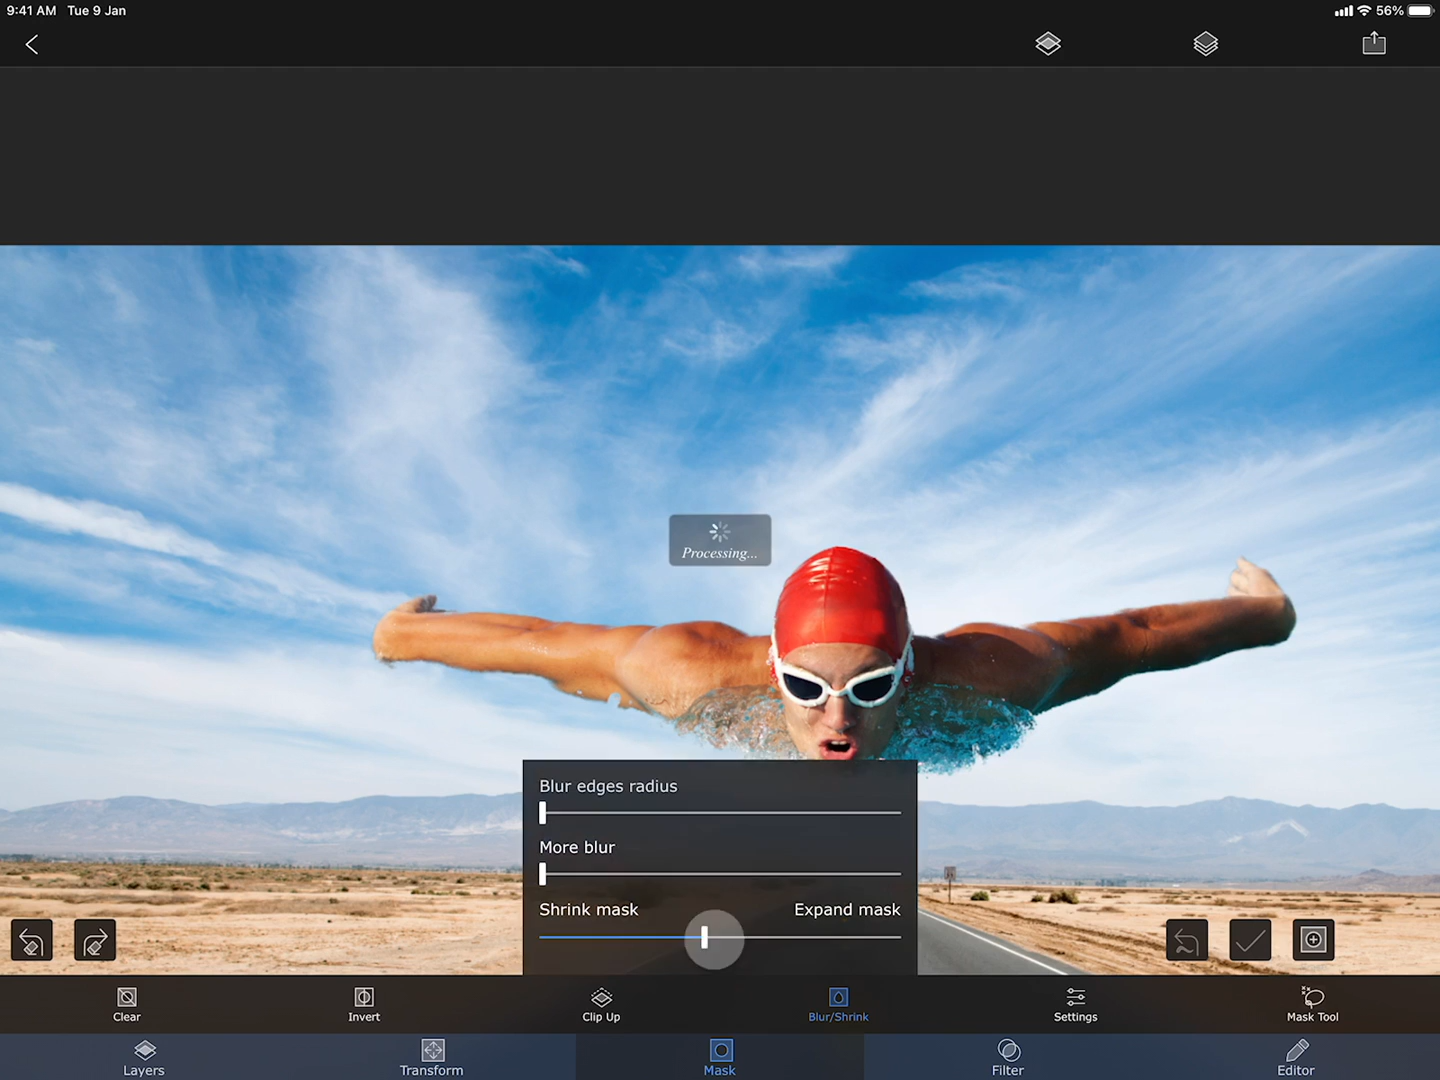 9:41 AM Tue 9 Jan
56%
Processing...
Blur edges radius
More blur
Shrink mask Expand mask
Clear Invert Clip Up Blur/Shrink Settings Mask Tool
Layers Transform Mask Filter Editor